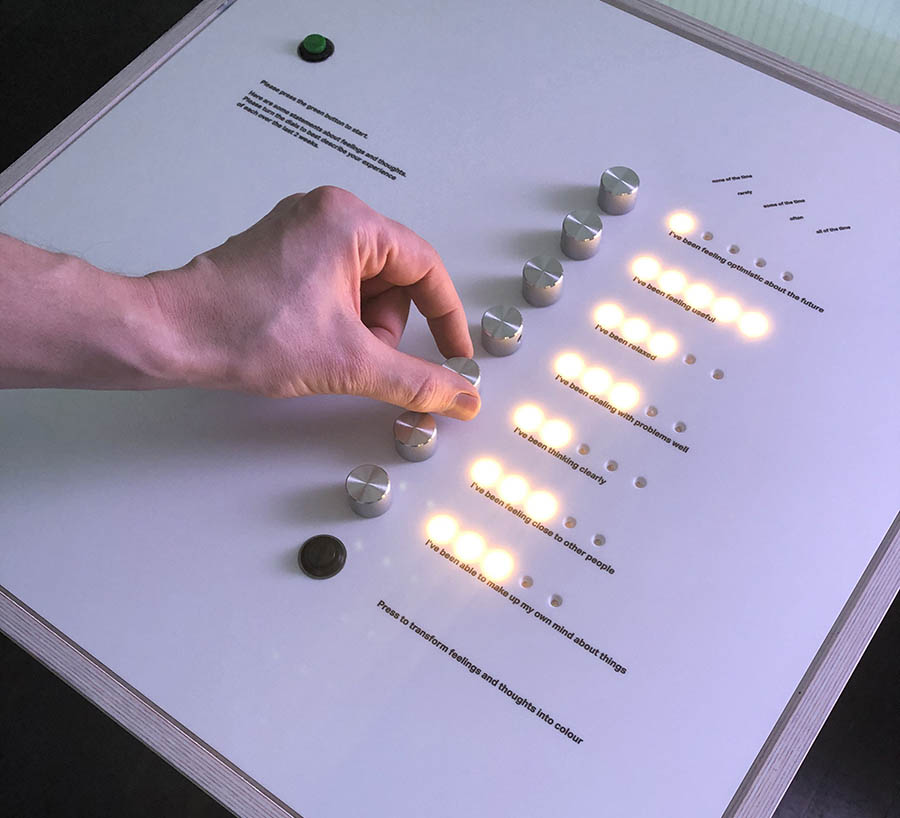 Please press the green button to start.
Here are some statements about feelings and thoughts.
Please turn the dials to best describe your experience
of each over the last 2 weeks.
none of the time
rarely
some of the time
often
all of the time
I've been feeling optimistic about the future
I've been feeling useful
I've been relaxed
I've been dealing with problems well
I've been thinking clearly
I've been feeling close to other people
I've been able to make up my own mind about things
Press to transform feelings and thoughts into colour